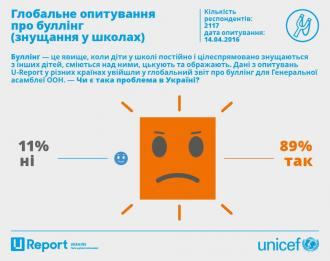 Глобальне опитування
про буллінг
(знущання у школах)
Кількість
респондентів:
2117
дата опитування:
14.04.2016
Буллінг — це явище, коли діти у школі постійно і цілеспрямовано знущаються
з інших дітей, сміються над ними, цькують та ображають. Дані з опитувань
U-Report у різних країнах увійшли у глобальний звіт про буллінг для Генеральної
асамблеї ООН. — Чи є така проблема в Україні?
11%
ні
89%
так
U Report
UKRAINE
unicef